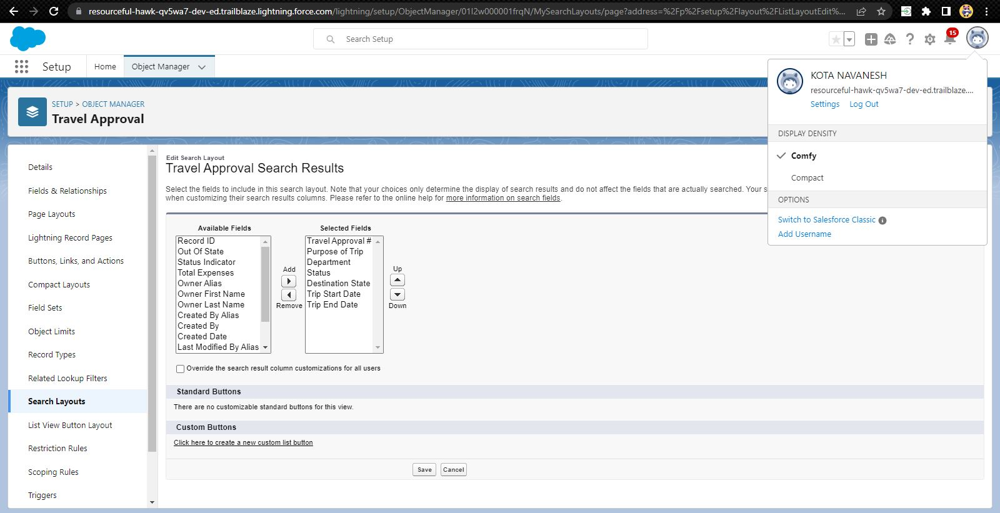 resourceful-hawk-qv5wa7-dev-ed.trailblaze.lightning.force.com/lightning/setup/ObjectManager/01I2w000001frqN/MySearchLayouts/page?address=%2Fp%2Fsetup%2Flayout%2FListLayoutEdit%...
Search Setup
15
Setup
Home
Object Manager
SETUP > OBJECT MANAGER
Travel Approval
KOTA NAVANESH
resourceful-hawk-qv5wa7-dev-ed.trailblaze....
Settings Log Out
DISPLAY DENSITY
Comfy
Compact
OPTIONS
Switch to Salesforce Classic
Add Username
Details
Fields & Relationships
Page Layouts
Lightning Record Pages
Buttons, Links, and Actions
Compact Layouts
Field Sets
Object Limits
Record Types
Related Lookup Filters
Search Layouts
List View Button Layout
Restriction Rules
Scoping Rules
Triggers
Edit Search Layout
Travel Approval Search Results
Select the fields to include in this search layout. Note that your choices only determine the display of search results and do not affect the fields that are actually searched. Your s
when customizing their search results columns. Please refer to the online help for more information on search fields.
Available Fields
Record ID
Out Of State
Status Indicator
Total Expenses
Owner Alias
Owner First Name
Owner Last Name
Created By Alias
Created By
Created Date
Last Modified By Alias
Add
Remove
Selected Fields
Travel Approval #
Purpose of Trip
Department
Status
Destination State
Trip Start Date
Trip End Date
Up
Down
Override the search result column customizations for all users
Standard Buttons
There are no customizable standard buttons for this view.
Custom Buttons
Click here to create a new custom list button
Save Cancel